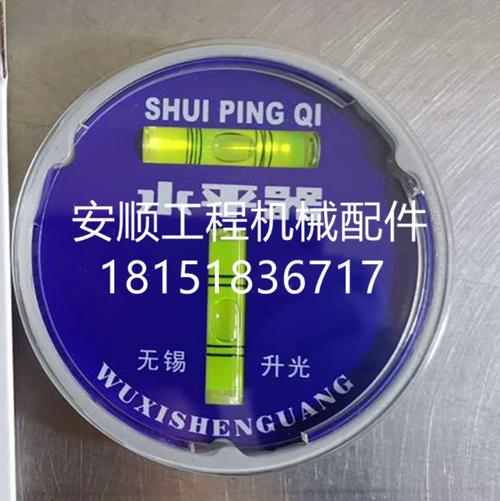 SHUI PING QI
水平器
安顺工程机械配件
18151836717
无锡 升光
WUXISHENGUANG